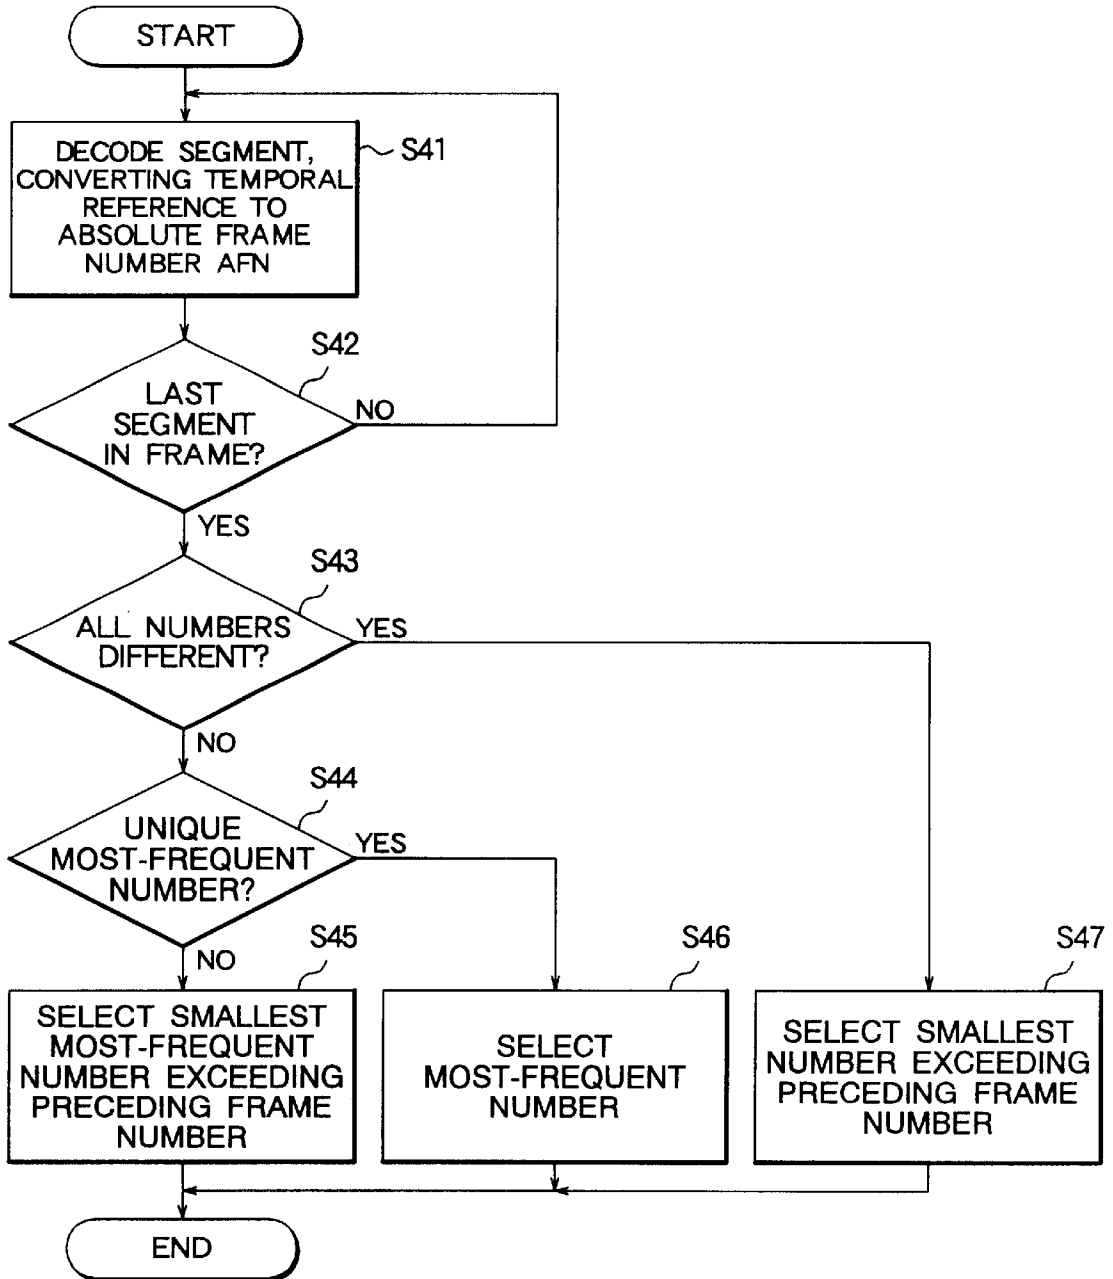 START
DECODE SEGMENT,
CONVERTING TEMPORAL
REFERENCE TO
ABSOLUTE FRAME
NUMBER AFN
S41
S42
LAST
SEGMENT
IN FRAME?
NO
YES
S43
ALL NUMBERS
DIFFERENT?
YES
NO
S44
UNIQUE
MOST-FREQUENT
NUMBER?
YES
NO
S45
SELECT SMALLEST
MOST-FREQUENT
NUMBER EXCEEDING
PRECEDING FRAME
NUMBER
S46
SELECT
MOST-FREQUENT
NUMBER
S47
SELECT SMALLEST
NUMBER EXCEEDING
PRECEDING FRAME
NUMBER
END